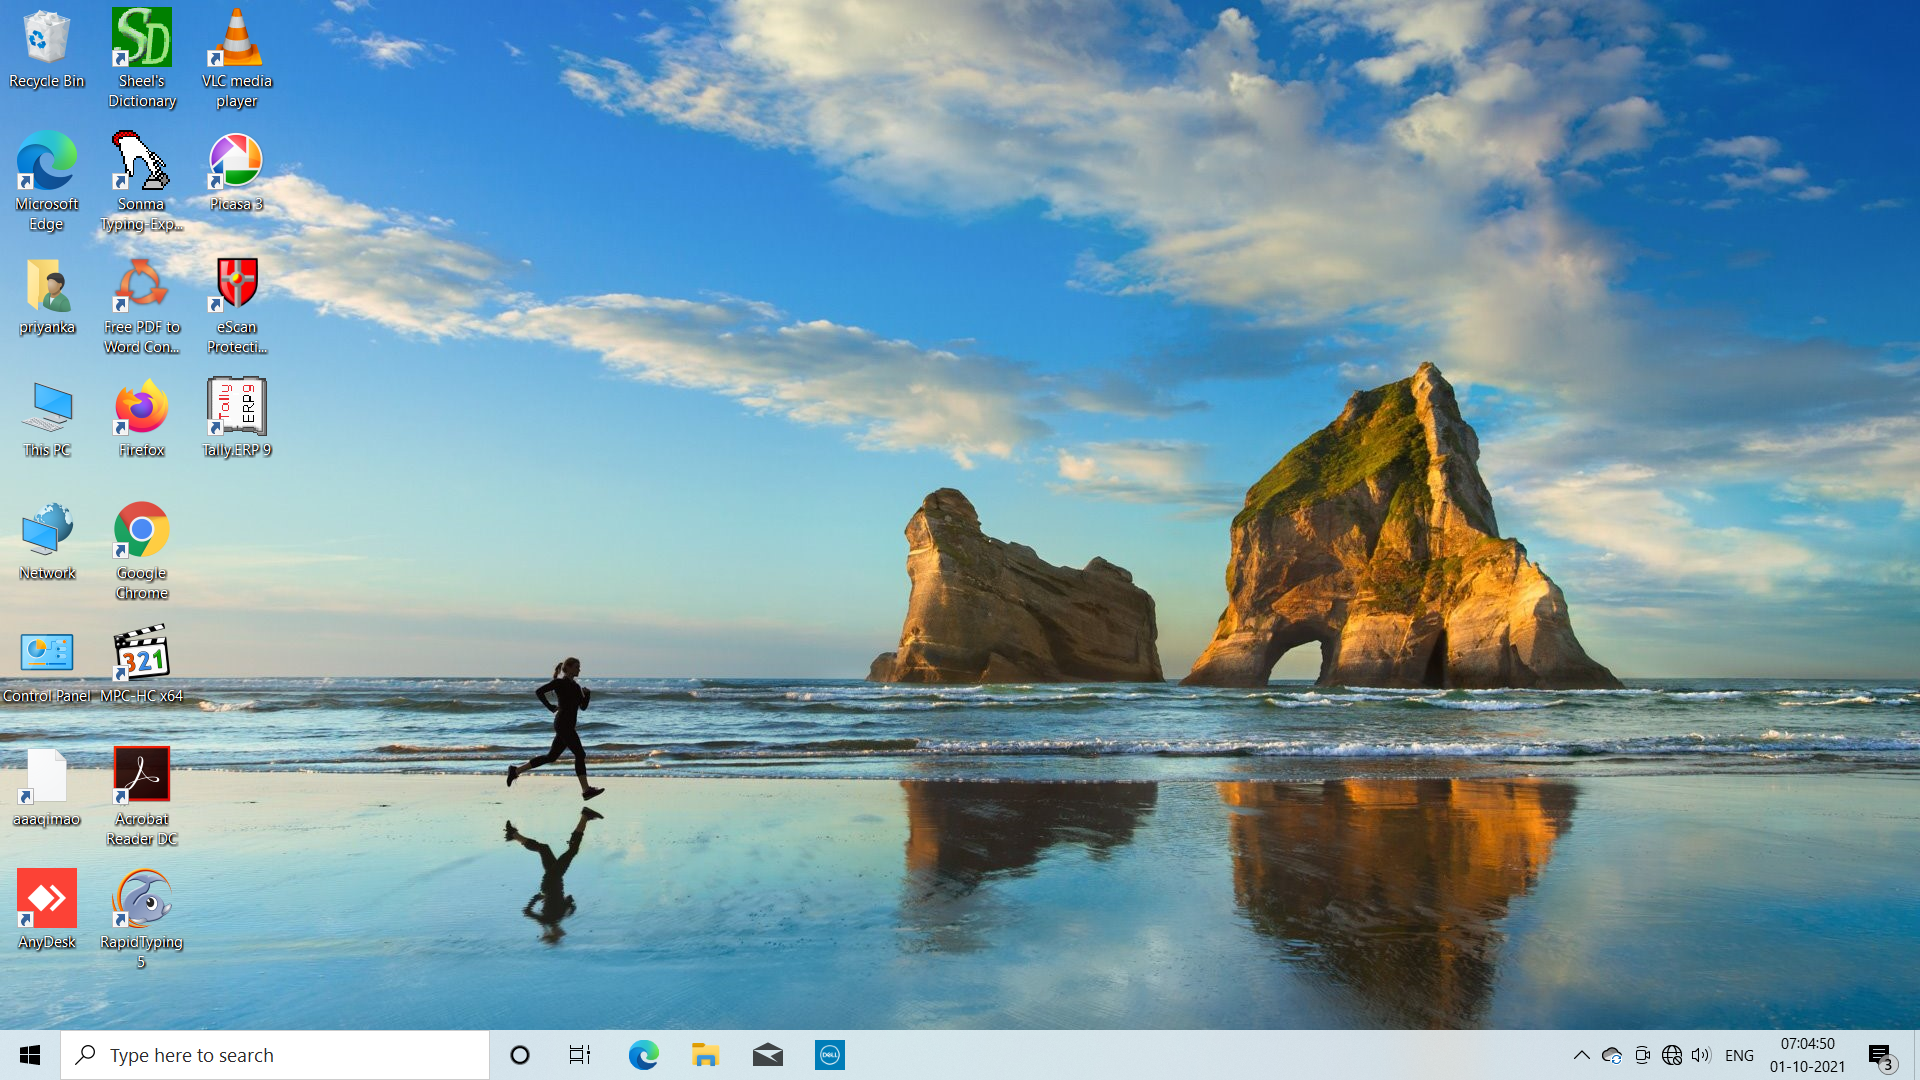 Recycle Bin
SD
Sheel's
Dictionary
VLC media
player
Microsoft
Edge
Sonma
Typing-Exp...
Picasa 3
priyanka
Free PDF to
Word Con...
eScan
Protecti...
This PC
Firefox
Tally
ERP9
Tally.ERP 9
Network
Google
Chrome
Control Panel
321
MPC-HC x64
aaaqimao
Acrobat
Reader DC
AnyDesk
RapidTyping
5
Type here to search
DELL
ENG
07:04:50
01-10-2021
3